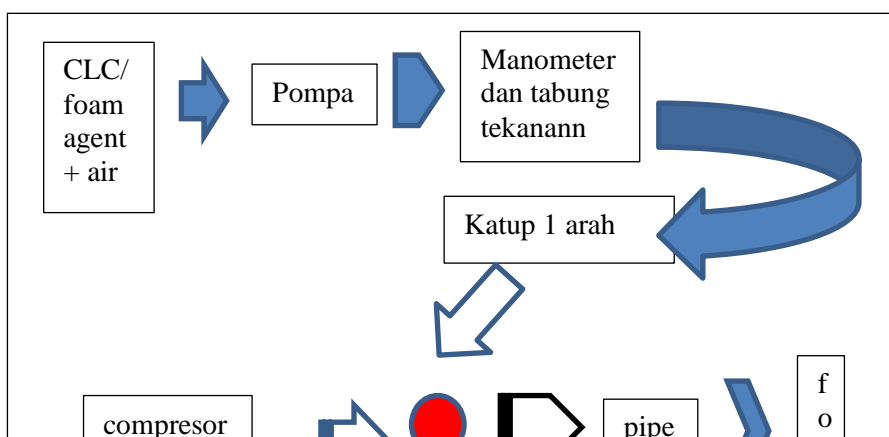 CLC/
foam
agent
+ air
Pompa
Manometer
dan tabung
tekanann
Katup 1 arah
compresor
pipe
f
o